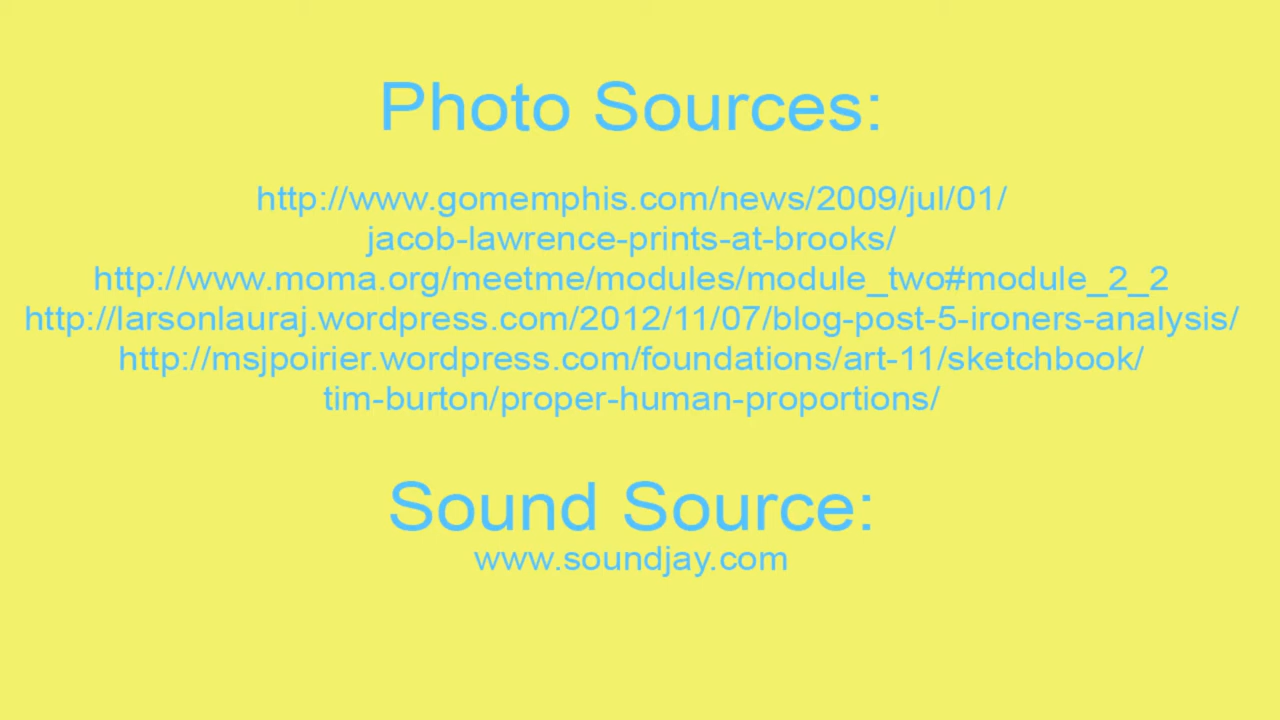 Photo Sources:
http://www.gomemphis.com/news/2009/jul/01/
jacob-lawrence-prints-at-brooks/
http://www.moma.org/meetme/modules/module_two#module_2_2
http://larsonlauraj.wordpress.com/2012/11/07/blog-post-5-ironers-analysis/
http://msjpoirier.wordpress.com/foundations/art-11/sketchbook/
tim-burton/proper-human-proportions/
Sound Source:
www.soundjay.com